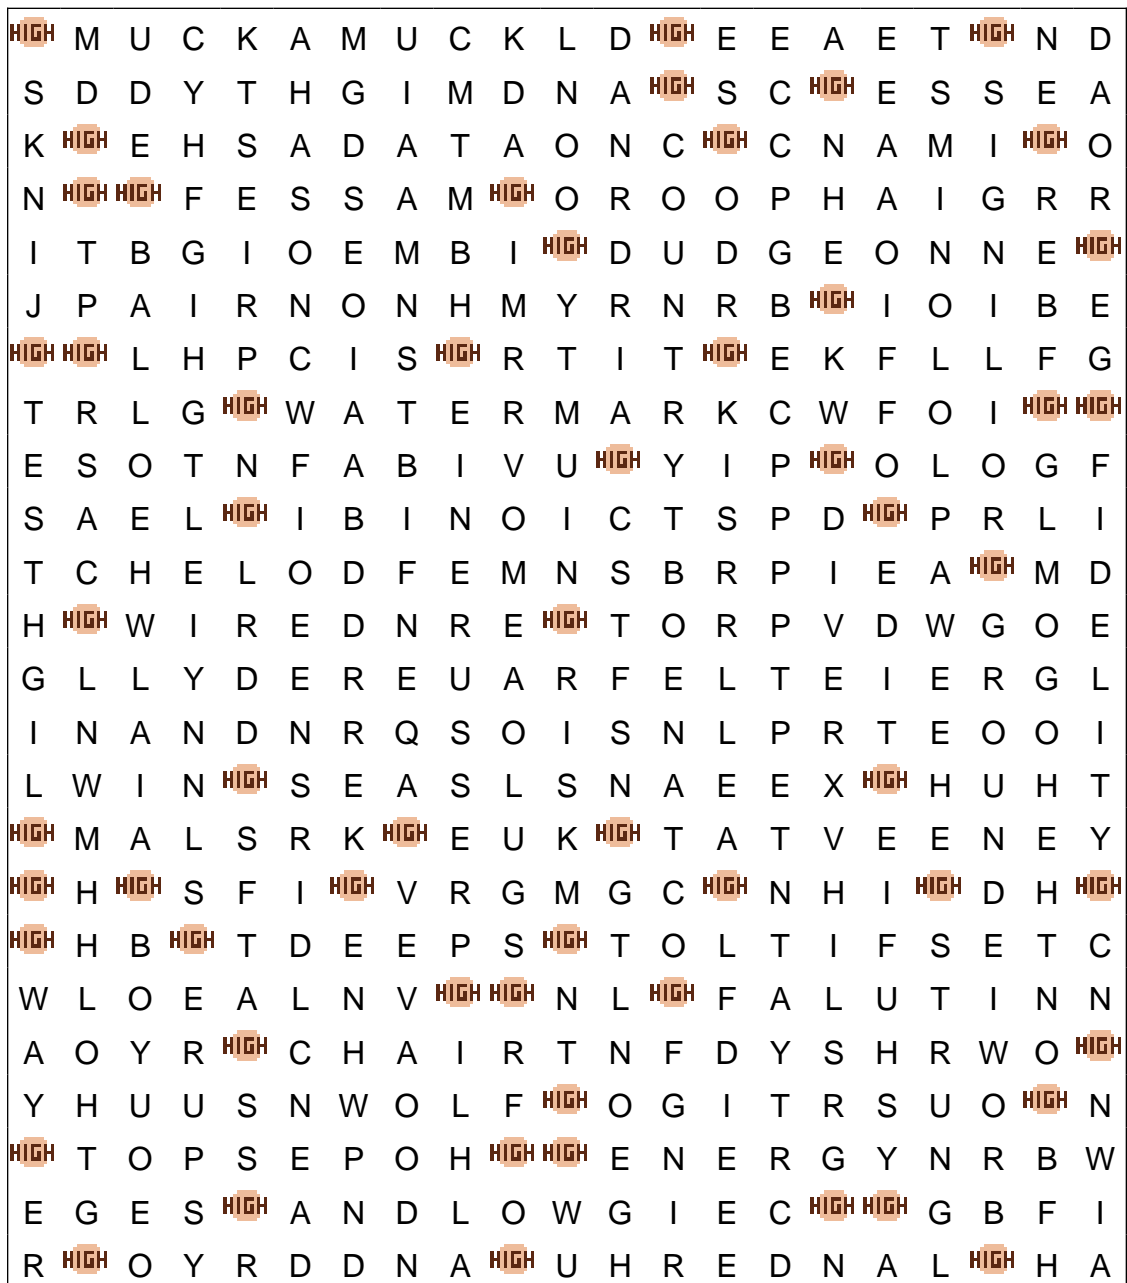 HIGH M U C K A M U C K L D HIGH E E A E T HIGH N D
S D D Y T H G I M D N A HIGH S C HIGH E S S E A
K HIGH E H S A D A T A O N C HIGH C N A M I HIGH O
N HIGH HIGH F E S S A M HIGH O R O O P H A I G R R
I T B G I O E M B I HIGH D U D G E O N N E HIGH
J P A I R N O N H M Y R N R B HIGH I O I B E
HIGH HIGH L H P C I S HIGH R T I T HIGH E K F L L F G
T R L G HIGH W A T E R M A R K C W F O I HIGH HIGH
E S O T N F A B I V U HIGH Y I P HIGH O L O G F
S A E L HIGH I B I N O I C T S P D HIGH P R L I
T C H E L O D F E M N S B R P I E A HIGH M D
H HIGH W I R E D N R E HIGH T O R P V D W G O E
G L L Y D E R E U A R F E L T E I E R G L
I N A N D N R Q S O I S N L P R T E O O I
L W I N HIGH S E A S L S N A E E X HIGH H U H T
HIGH M A L S R K HIGH E U K HIGH T A T V E E N E Y
HIGH H HIGH S F I HIGH V R G M G C HIGH N H I HIGH D H HIGH
HIGH H B HIGH T D E E P S HIGH T O L T I F S E T C
W L O E A L N V HIGH HIGH N L HIGH F A L U T I N N
A O Y R HIGH C H A I R T N F D Y S H R W O HIGH
Y H U U S N W O L F HIGH O G I T R S U O HIGH N
HIGH T O P S E P O H HIGH HIGH E N E R G Y N R B W
E G E S HIGH A N D L O W G I E C HIGH HIGH G B F I
R HIGH O Y R D D N A HIGH U H R E D N A L HIGH H A